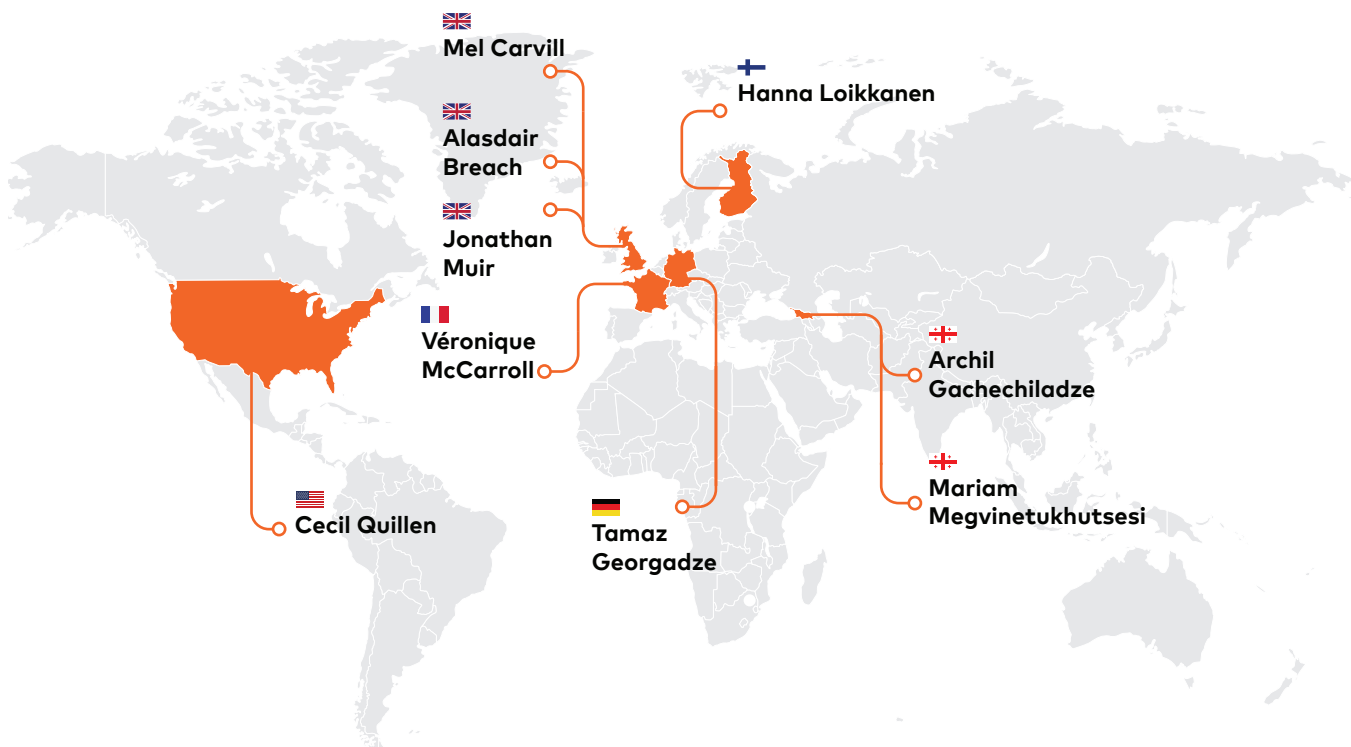 Mel Carvill
Hanna Loikkanen
Alasdair
Breach
Jonathan
Muir
Véronique
McCarroll
Archil
Gachechiladze
Mariam
Megvinetukhutsesi
Cecil Quillen
Tamaz
Georgadze